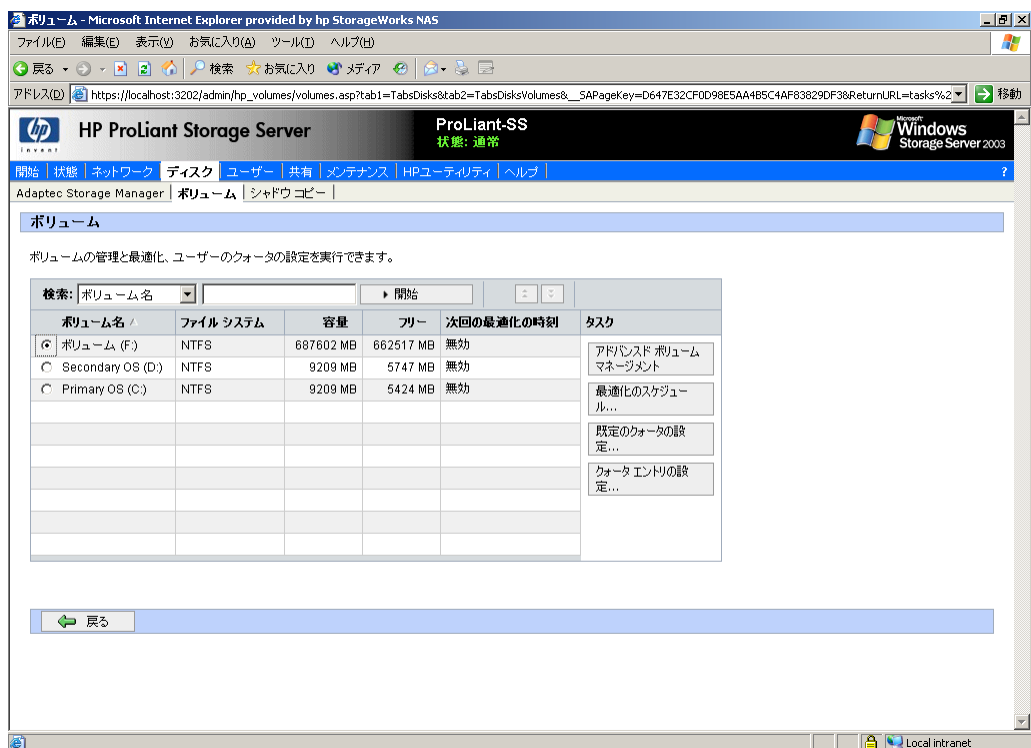 ボリューム - Microsoft Internet Explorer provided by hp StorageWorks NAS
ファイル(F) 編集(E) 表示(V) お気に入り(A) ツール(T) ヘルプ(H)
戻る 検索 お気に入り メディア
アドレス(D) https://localhost:3202/admin/hp_volumes/volumes.asp?tab1=TabsDisks&tab2=TabsDisksVolumes&__SAPageKey=D647E32CF0D98E5AA4B5C4AF83829DF3&ReturnURL=tasks%2 移動
hp
invent
HP ProLiant Storage Server
ProLiant-SS
状態: 通常
Microsoft
Windows
Storage Server 2003
開始 | 状態 | ネットワーク | ディスク | ユーザー | 共有 | メンテナンス | HPユーティリティ | ヘルプ | ?
Adaptec Storage Manager | ボリューム | シャドウ コピー |
ボリューム
ボリュームの管理と最適化、ユーザーのクォータの設定を実行できます。
検索: ボリューム名 開始
ボリューム名 ファイル システム 容量 フリー 次回の最適化の時刻 タスク
ボリューム (F:) NTFS 687602 MB 662517 MB 無効
Secondary OS (D:) NTFS 9209 MB 5747 MB 無効
Primary OS (C:) NTFS 9209 MB 5424 MB 無効
アドバンスド ボリューム
マネージメント
最適化のスケジュー
ル...
既定のクォータの設
定...
クォータ エントリの設
定...
戻る
Local intranet